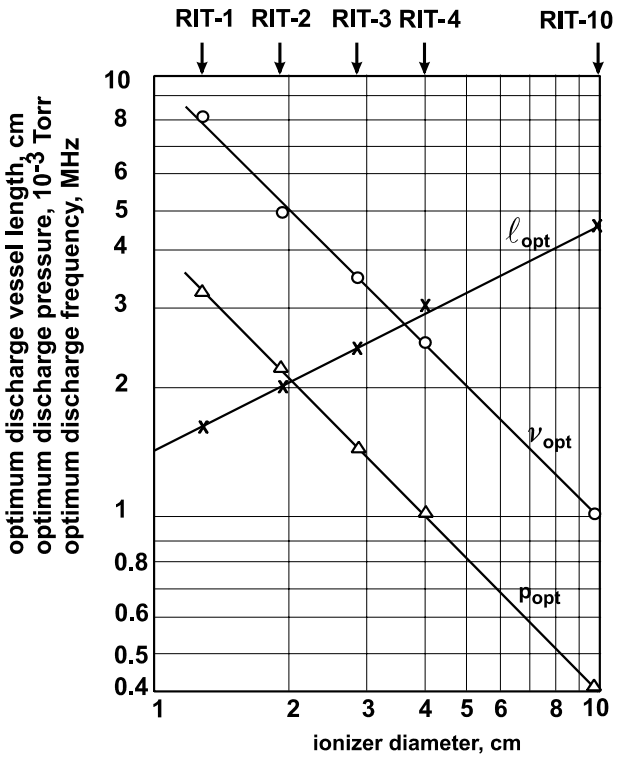 RIT-1 RIT-2 RIT-3 RIT-4 RIT-10
optimum discharge vessel length, cm
optimum discharge pressure, 10⁻³ Torr
optimum discharge frequency, MHz
10
8
6
5
4
3
2
1
0.8
0.6
0.5
0.4
ℓopt
νopt
popt
1 2 3 4 5 6 8 10
ionizer diameter, cm